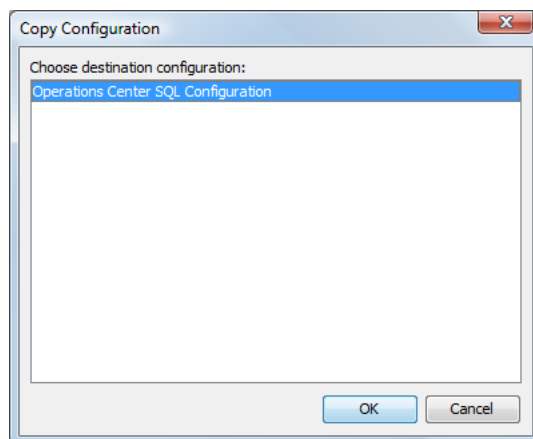 Copy Configuration
Choose destination configuration:
Operations Center SQL Configuration
OK Cancel